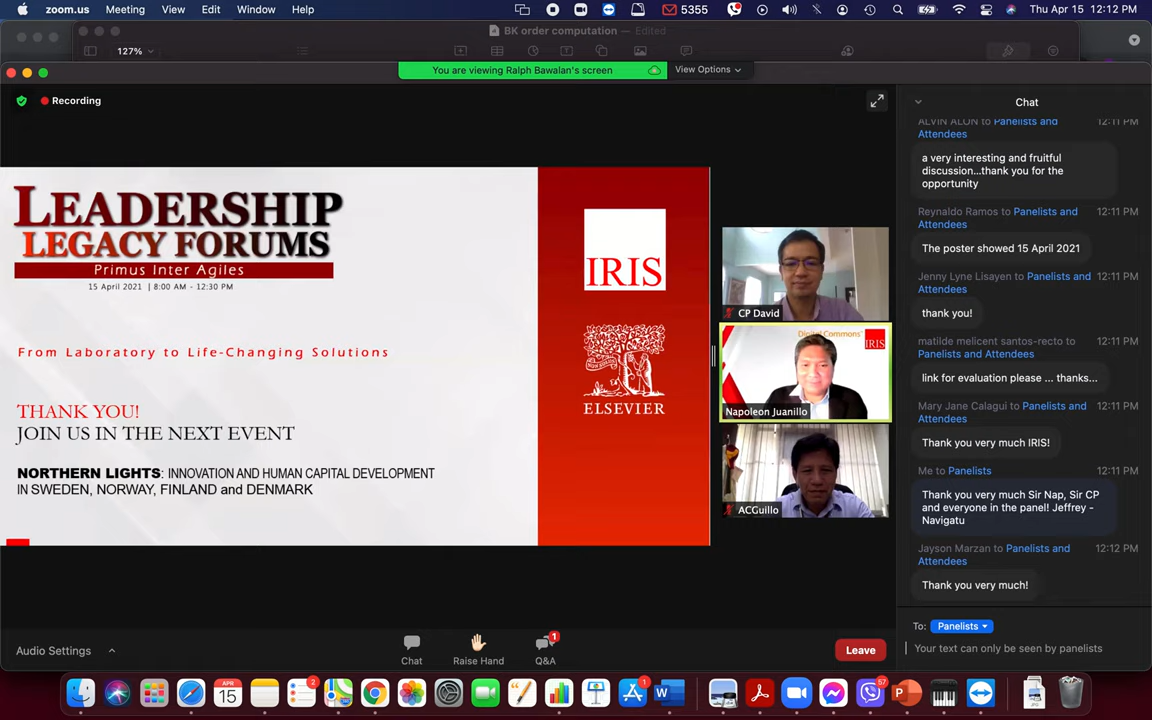 zoom.us Meeting View Edit Window Help
5355
Thu Apr 15 12:12 PM
BK order computation — Edited
127%
You are viewing Ralph Bawalan's screen
View Options
Recording
LEADERSHIP
LEGACY FORUMS
Primus Inter Agiles
15 April 2021 | 8:00 AM - 12:30 PM
From Laboratory to Life-Changing Solutions
THANK YOU!
JOIN US IN THE NEXT EVENT
NORTHERN LIGHTS: INNOVATION AND HUMAN CAPITAL DEVELOPMENT
IN SWEDEN, NORWAY, FINLAND and DENMARK
IRIS
ELSEVIER
CP David
Digital Commons
IRIS
Napoleon Juanillo
ACGuillo
Chat
ALVIN ALON to Panelists and 12:11 PM
Attendees
a very interesting and fruitful
discussion...thank you for the
opportunity
Reynaldo Ramos to Panelists and 12:11 PM
Attendees
The poster showed 15 April 2021
Jenny Lyne Lisayen to Panelists and 12:11 PM
Attendees
thank you!
matilde melicent santos-recto to 12:11 PM
Panelists and Attendees
link for evaluation please ... thanks...
Mary Jane Calagui to Panelists and 12:11 PM
Attendees
Thank you very much IRIS!
Me to Panelists 12:11 PM
Thank you very much Sir Nap, Sir CP
and everyone in the panel! Jeffrey -
Navigatu
Jayson Marzan to Panelists and 12:12 PM
Attendees
Thank you very much!
To: Panelists
Your text can only be seen by panelists
Audio Settings
Chat
Raise Hand
1
Q&A
Leave
APR
15
2
1
57